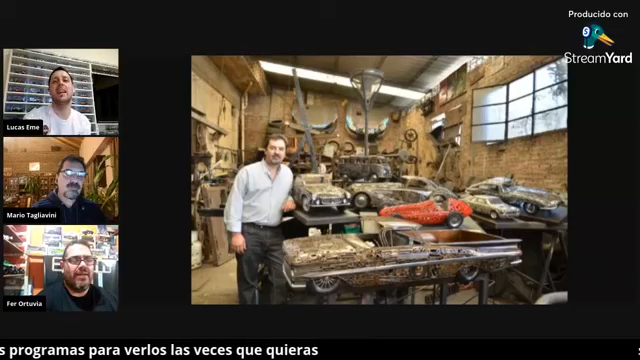 Producido con
StreamYard
Lucas Eme
Mario Tagliavini
Fer Ortuvia
s programas para verlos las veces que quieras